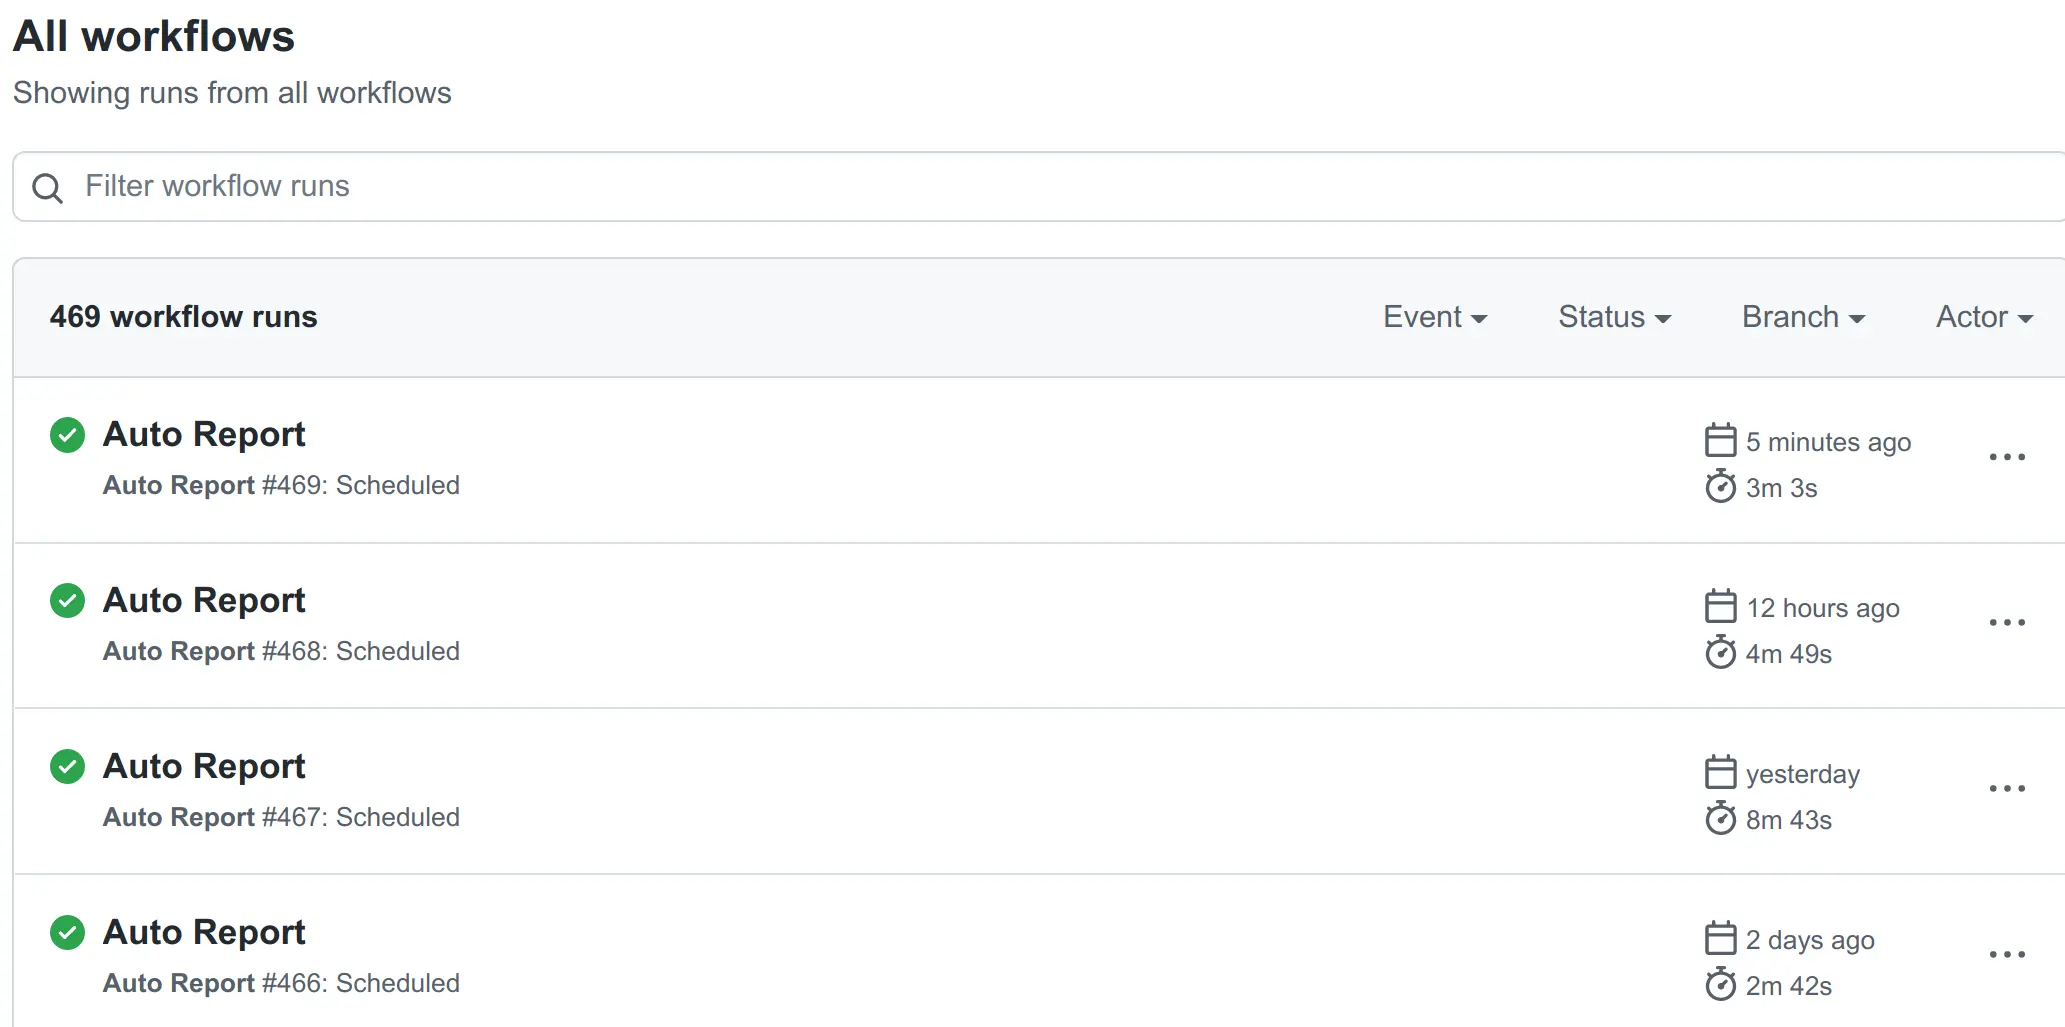 All workflows
Showing runs from all workflows
Filter workflow runs
469 workflow runs Event Status Branch Actor
Auto Report
5 minutes ago
Auto Report #469: Scheduled
3m 3s
Auto Report
12 hours ago
Auto Report #468: Scheduled
4m 49s
Auto Report
yesterday
Auto Report #467: Scheduled
8m 43s
Auto Report
2 days ago
Auto Report #466: Scheduled
2m 42s